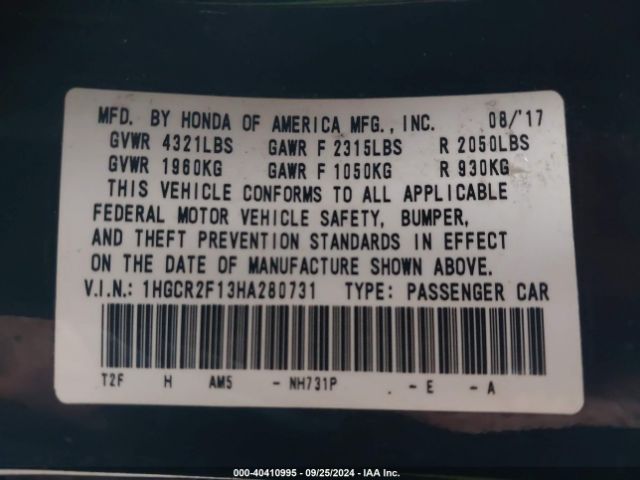 MFD. BY HONDA OF AMERICA MFG., INC. 08/'17
GVWR 4321LBS GAWR F 2315LBS R 2050LBS
GVWR 1960KG GAWR F 1050KG R 930KG
THIS VEHICLE CONFORMS TO ALL APPLICABLE
FEDERAL MOTOR VEHICLE SAFETY, BUMPER,
AND THEFT PREVENTION STANDARDS IN EFFECT
ON THE DATE OF MANUFACTURE SHOWN ABOVE.
V.I.N.: 1HGCR2F13HA280731 TYPE: PASSENGER CAR
T2F H AM5 - NH731P . - E - A
000-40410995 - 09/25/2024 - IAA Inc.